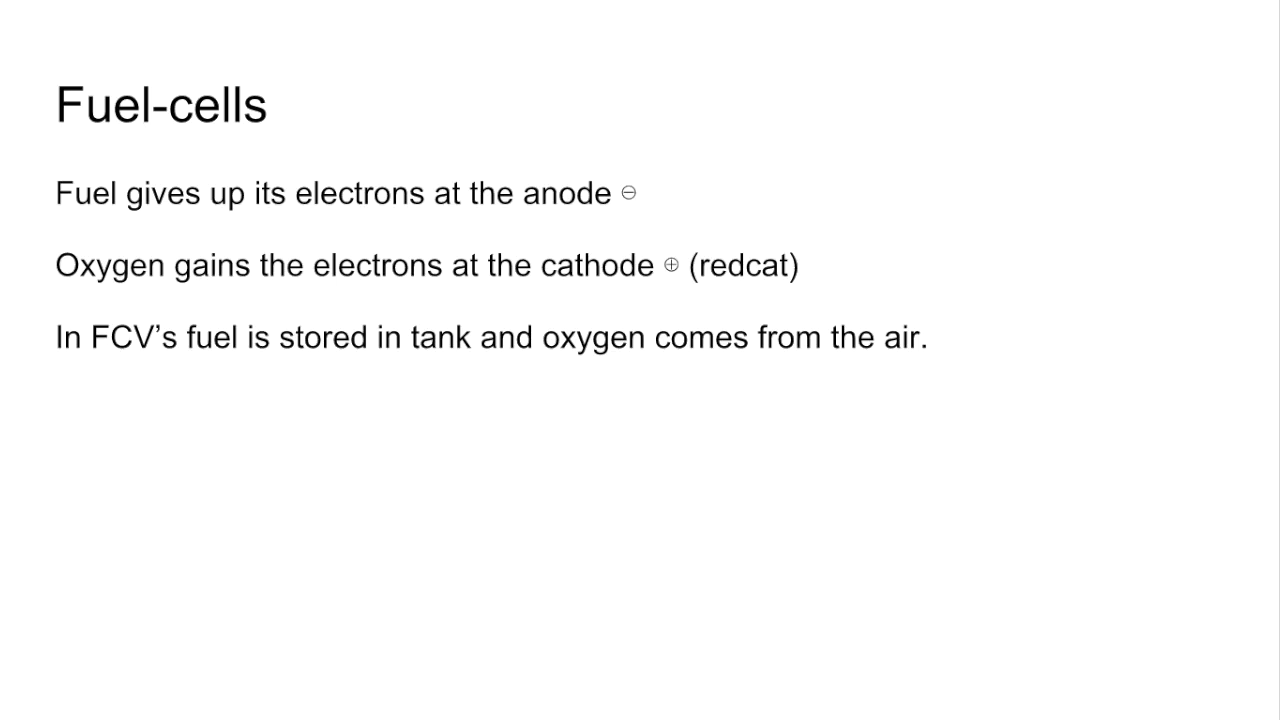 Fuel-cells
Fuel gives up its electrons at the anode ⊖
Oxygen gains the electrons at the cathode ⊕ (redcat)
In FCV’s fuel is stored in tank and oxygen comes from the air.